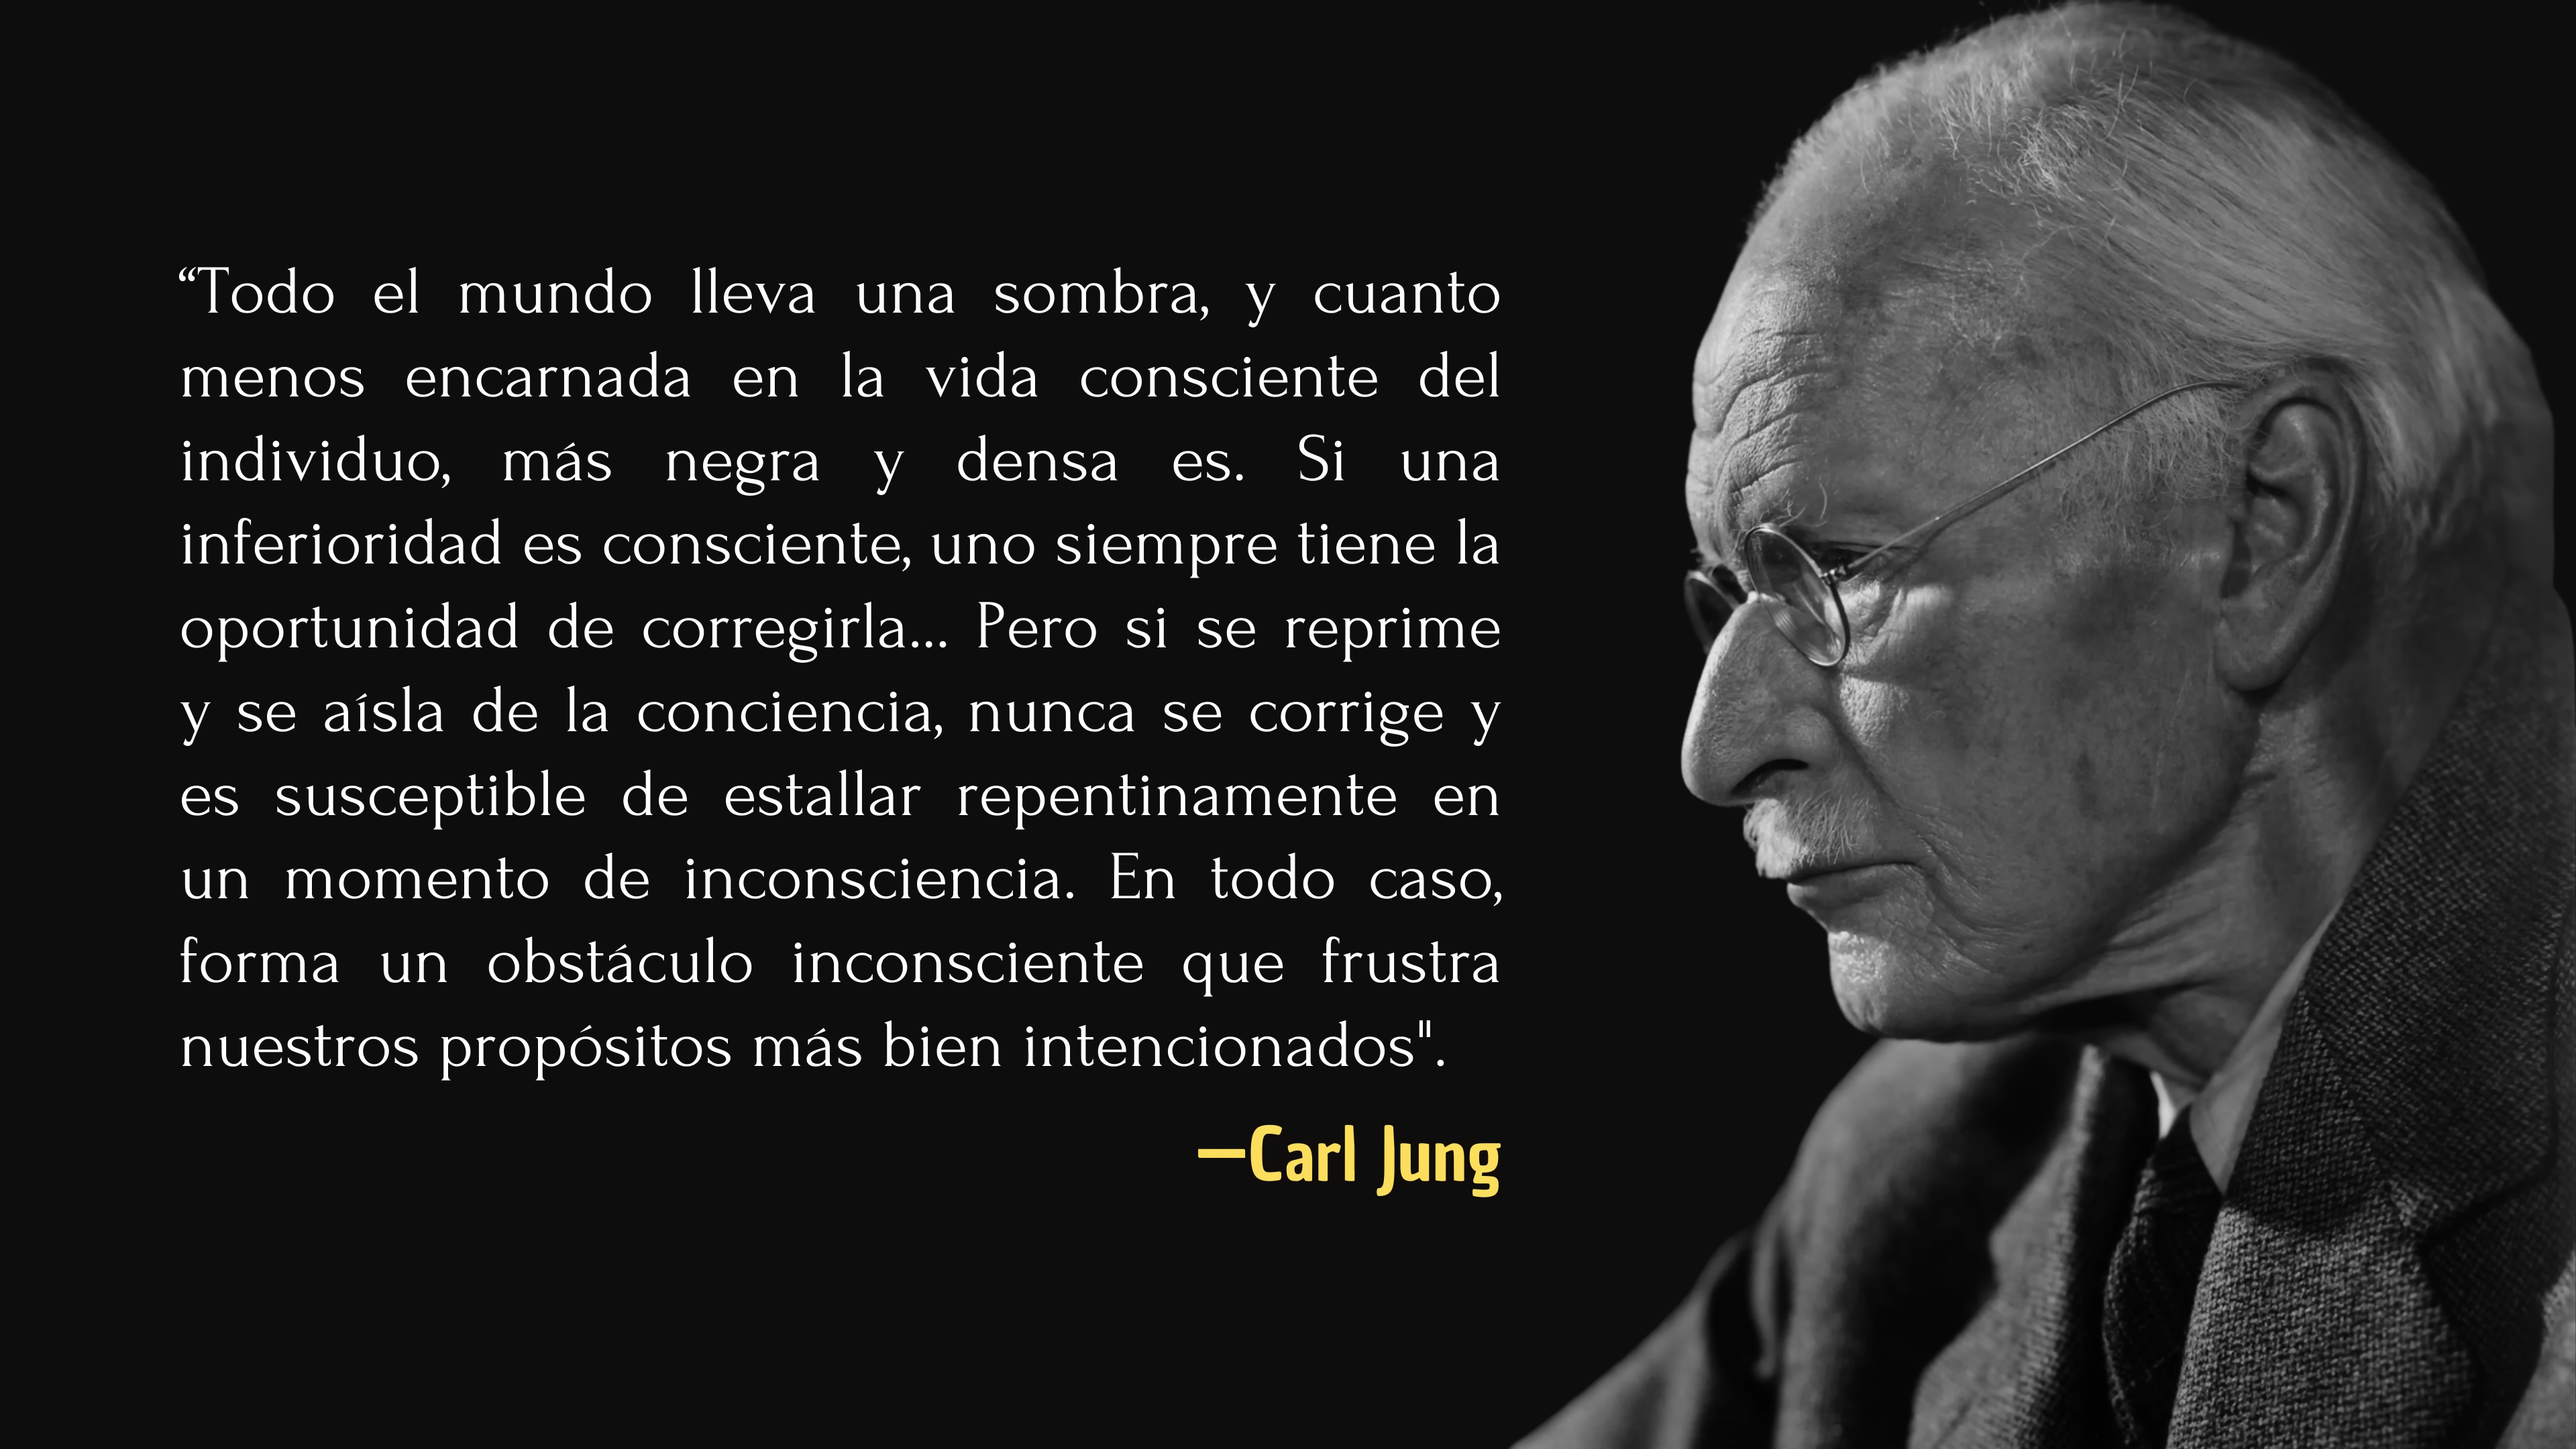 “Todo el mundo lleva una sombra, y cuanto
menos encarnada en la vida consciente del
individuo, más negra y densa es. Si una
inferioridad es consciente, uno siempre tiene la
oportunidad de corregirla... Pero si se reprime
y se aísla de la conciencia, nunca se corrige y
es susceptible de estallar repentinamente en
un momento de inconsciencia. En todo caso,
forma un obstáculo inconsciente que frustra
nuestros propósitos más bien intencionados".
—Carl Jung